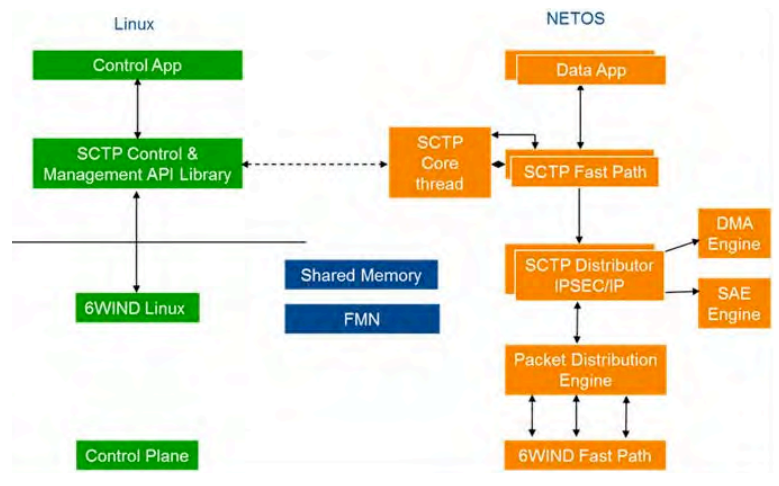 Linux
NETOS
Control App
Data App
SCTP Control &
Management API Library
SCTP
Core
thread
SCTP Fast Path
SCTP Distributor
IPSEC/IP
DMA
Engine
SAE
Engine
Shared Memory
FMN
6WIND Linux
Packet Distribution
Engine
Control Plane
6WIND Fast Path